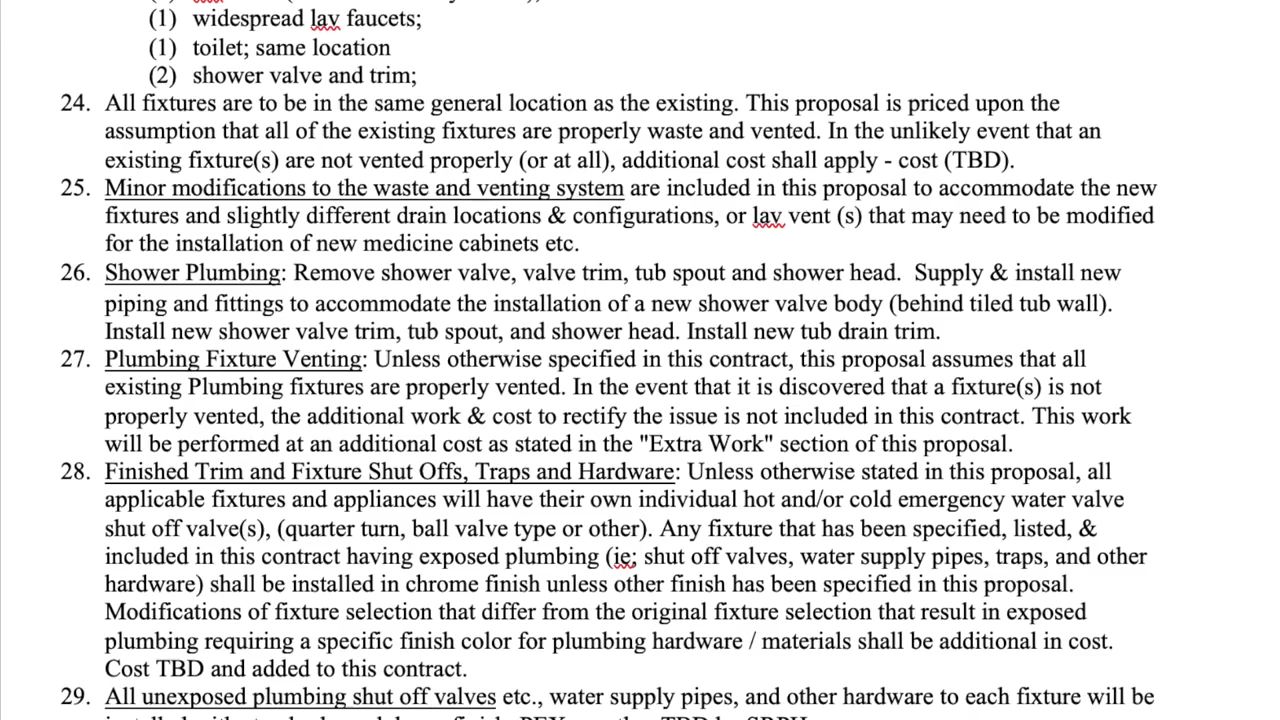 (1) widespread lav faucets;
(1) toilet; same location
(2) shower valve and trim;
24. All fixtures are to be in the same general location as the existing. This proposal is priced upon the
assumption that all of the existing fixtures are properly waste and vented. In the unlikely event that an
existing fixture(s) are not vented properly (or at all), additional cost shall apply - cost (TBD).
25. Minor modifications to the waste and venting system are included in this proposal to accommodate the new
fixtures and slightly different drain locations & configurations, or lav vent (s) that may need to be modified
for the installation of new medicine cabinets etc.
26. Shower Plumbing: Remove shower valve, valve trim, tub spout and shower head.  Supply & install new
piping and fittings to accommodate the installation of a new shower valve body (behind tiled tub wall).
Install new shower valve trim, tub spout, and shower head. Install new tub drain trim.
27. Plumbing Fixture Venting: Unless otherwise specified in this contract, this proposal assumes that all
existing Plumbing fixtures are properly vented. In the event that it is discovered that a fixture(s) is not
properly vented, the additional work & cost to rectify the issue is not included in this contract. This work
will be performed at an additional cost as stated in the "Extra Work" section of this proposal.
28. Finished Trim and Fixture Shut Offs, Traps and Hardware: Unless otherwise stated in this proposal, all
applicable fixtures and appliances will have their own individual hot and/or cold emergency water valve
shut off valve(s), (quarter turn, ball valve type or other). Any fixture that has been specified, listed, &
included in this contract having exposed plumbing (ie; shut off valves, water supply pipes, traps, and other
hardware) shall be installed in chrome finish unless other finish has been specified in this proposal.
Modifications of fixture selection that differ from the original fixture selection that result in exposed
plumbing requiring a specific finish color for plumbing hardware / materials shall be additional in cost.
Cost TBD and added to this contract.
29. All unexposed plumbing shut off valves etc., water supply pipes, and other hardware to each fixture will be